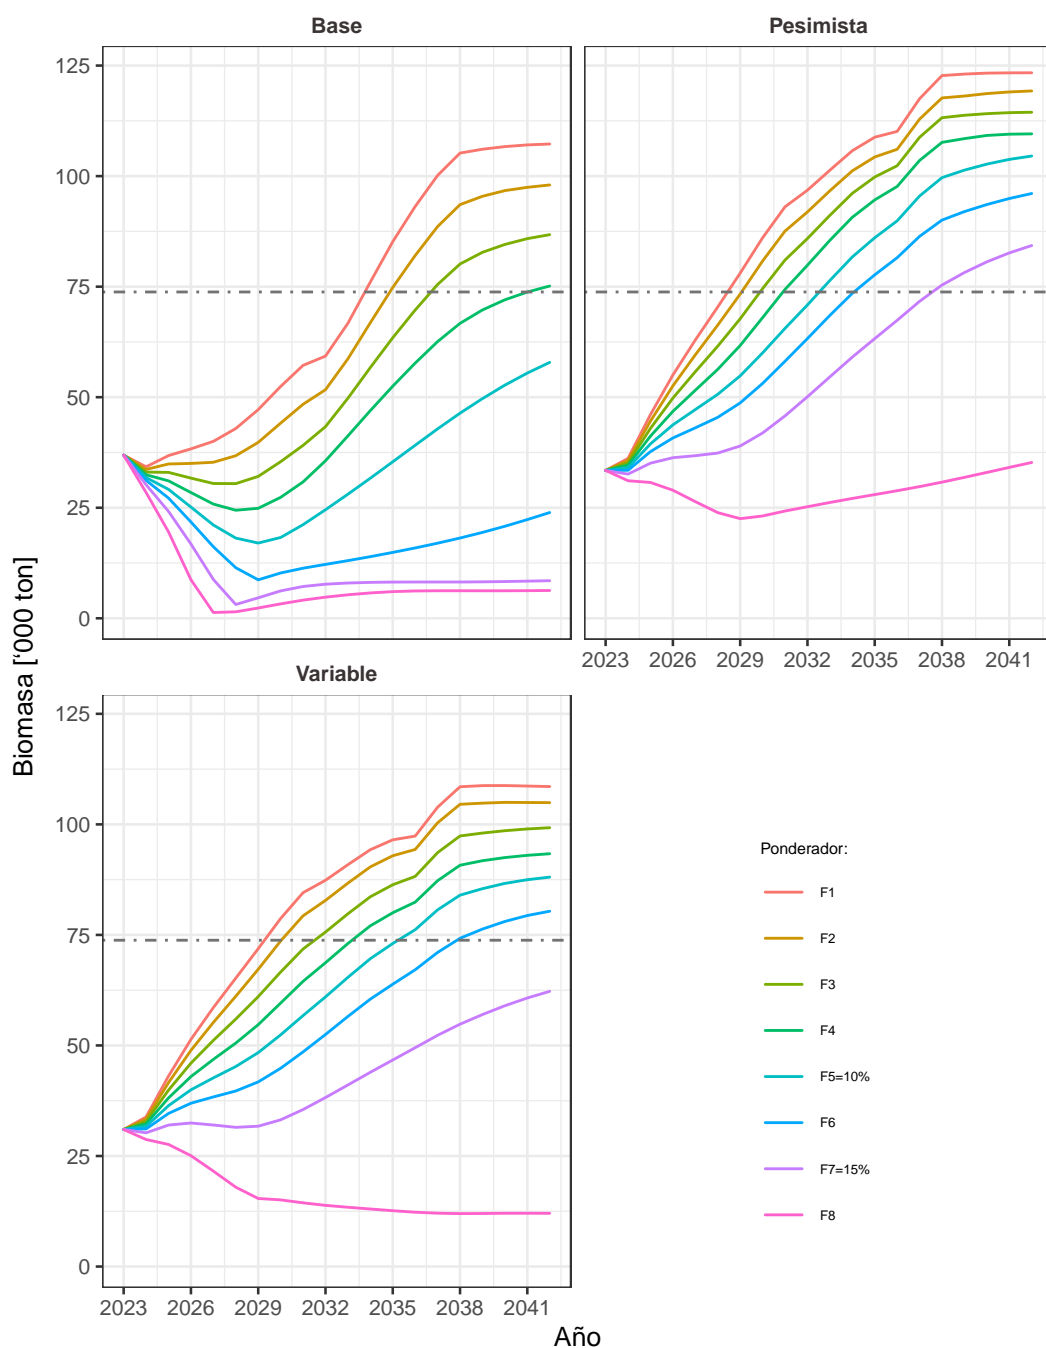 Base
Pesimista
125
100
75
50
25
0
2023 2026 2029 2032 2035 2038 2041
Variable
125
100
75
50
25
0
2023 2026 2029 2032 2035 2038 2041
Biomasa [‘000 ton]
Año
Ponderador:
F1
F2
F3
F4
F5=10%
F6
F7=15%
F8